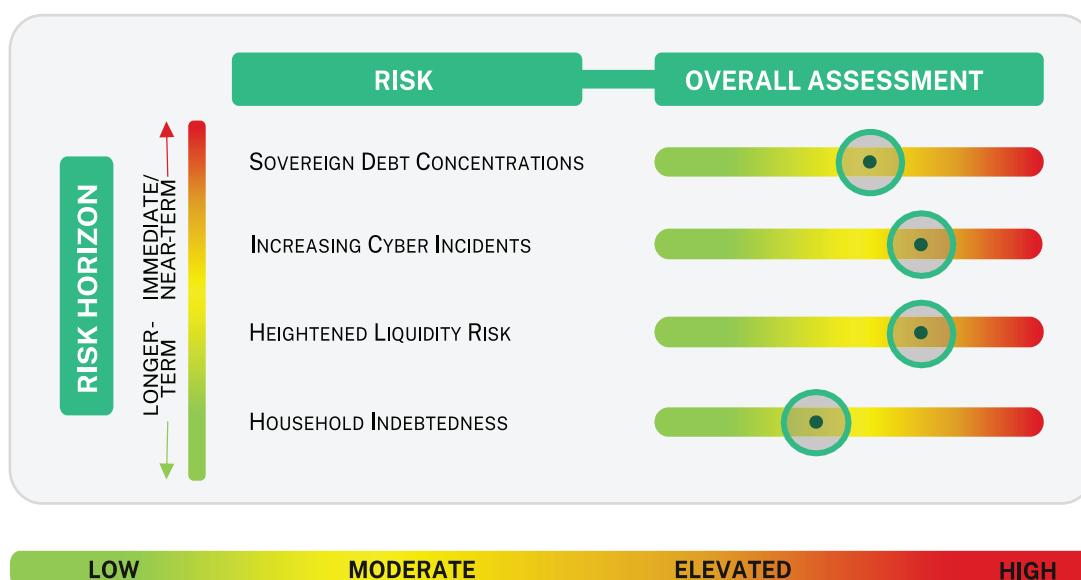 RISK
OVERALL ASSESSMENT
RISK HORIZON
IMMEDIATE/
NEAR-TERM
LONGER-
TERM
SOVEREIGN DEBT CONCENTRATIONS
INCREASING CYBER INCIDENTS
HEIGHTENED LIQUIDITY RISK
HOUSEHOLD INDEBTEDNESS
LOW MODERATE ELEVATED HIGH